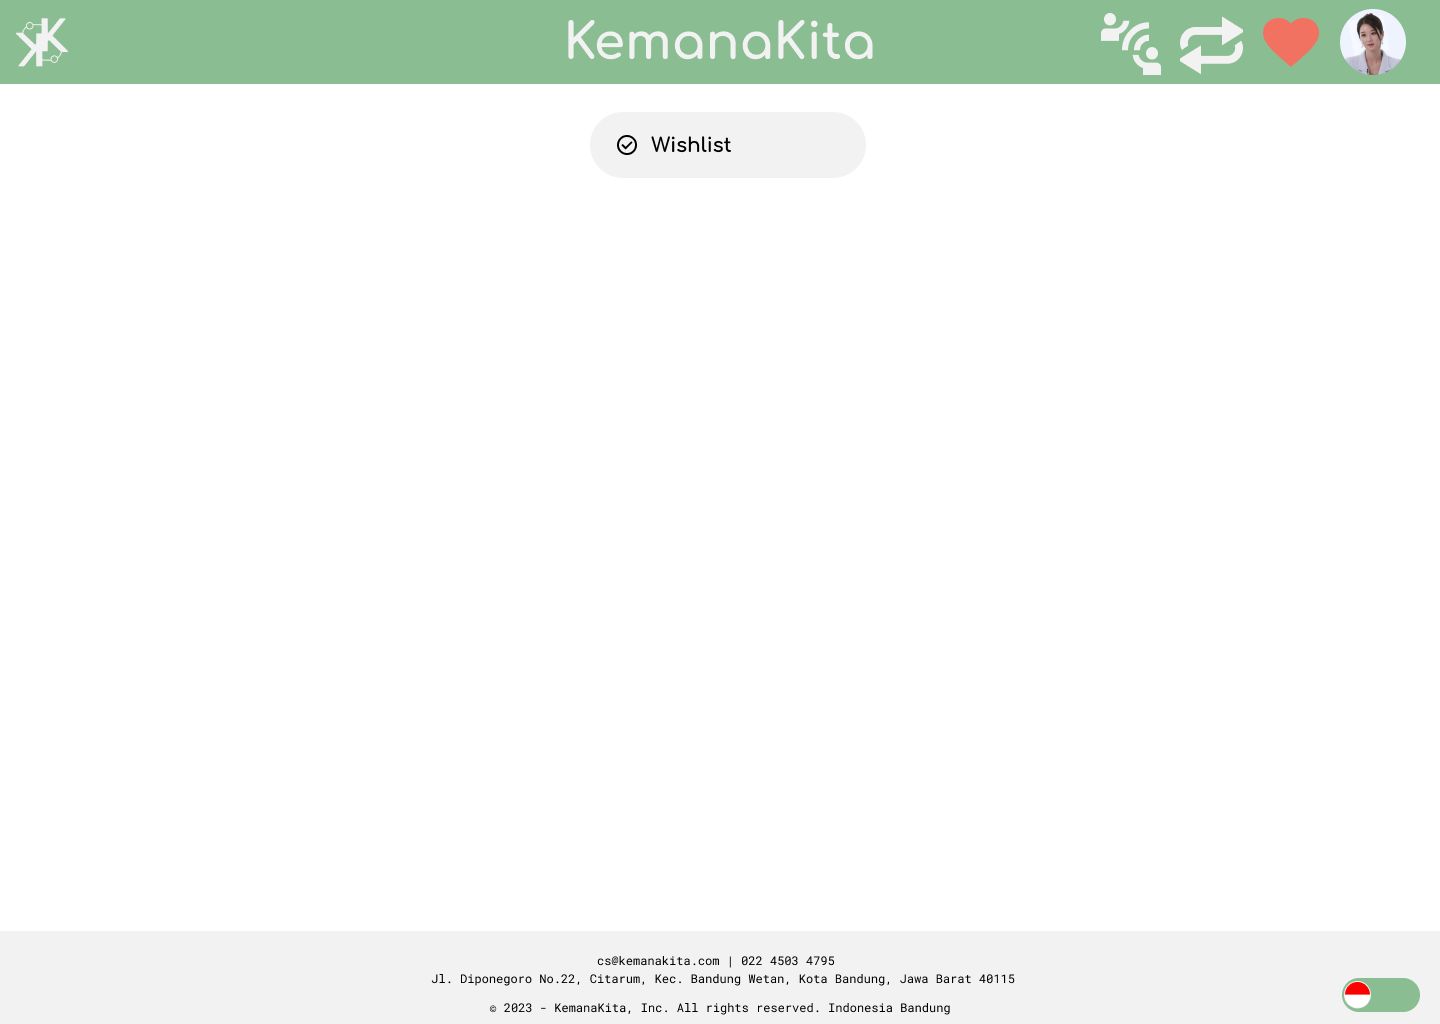 KemanaKita
Wishlist
cs@kemanakita.com | 022 4503 4795
Jl. Diponegoro No.22, Citarum, Kec. Bandung Wetan, Kota Bandung, Jawa Barat 40115
© 2023 - KemanaKita, Inc. All rights reserved. Indonesia Bandung